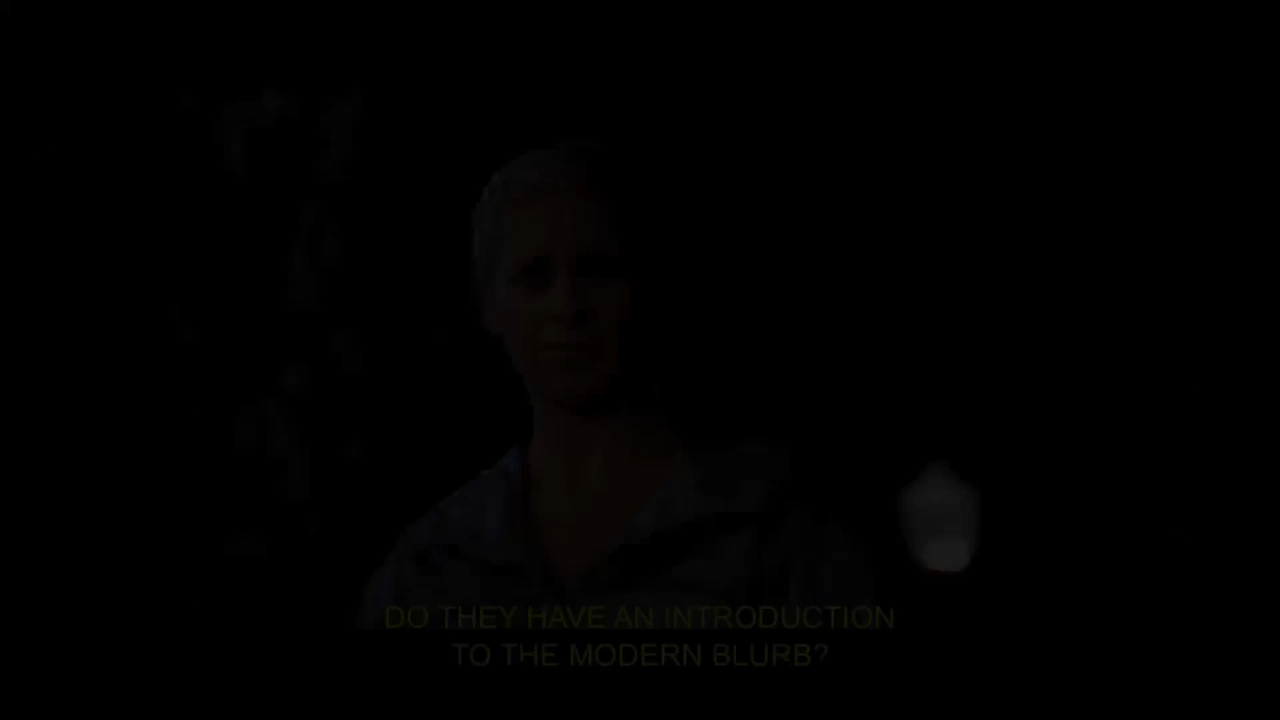 DO THEY HAVE AN INTRODUCTION
TO THE MODERN BLURB?